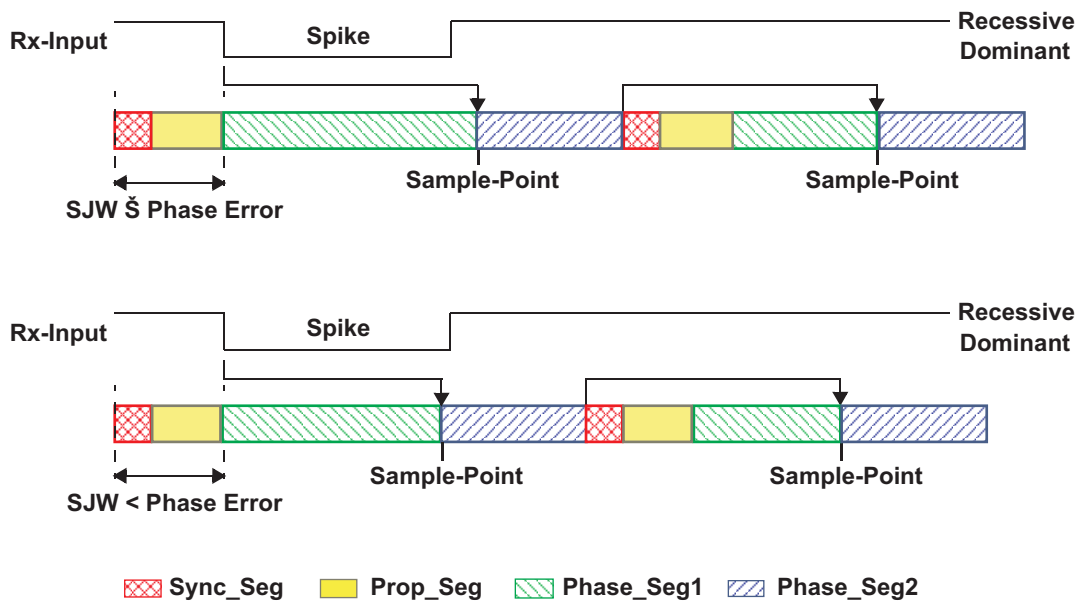 Rx-Input
Spike
Recessive
Dominant
Sample-Point
Sample-Point
SJW Š Phase Error
Rx-Input
Spike
Recessive
Dominant
Sample-Point
Sample-Point
SJW < Phase Error
Sync_Seg
Prop_Seg
Phase_Seg1
Phase_Seg2